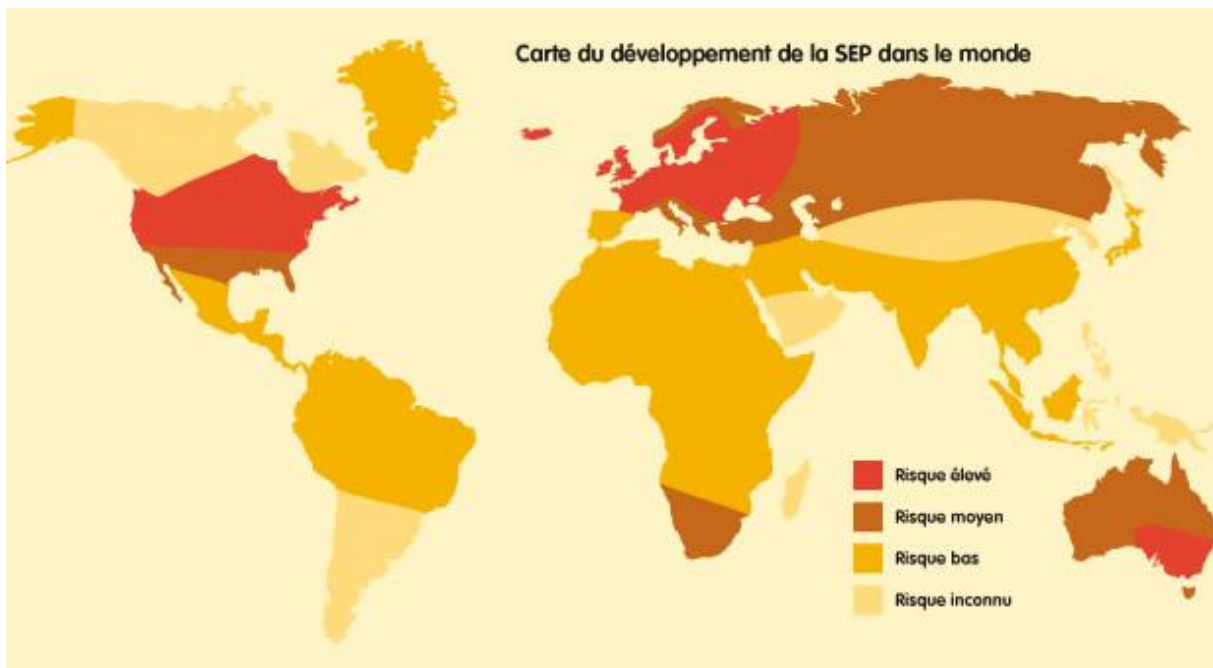 Carte du développement de la SEP dans le monde
Risque élevé
Risque moyen
Risque bas
Risque inconnu